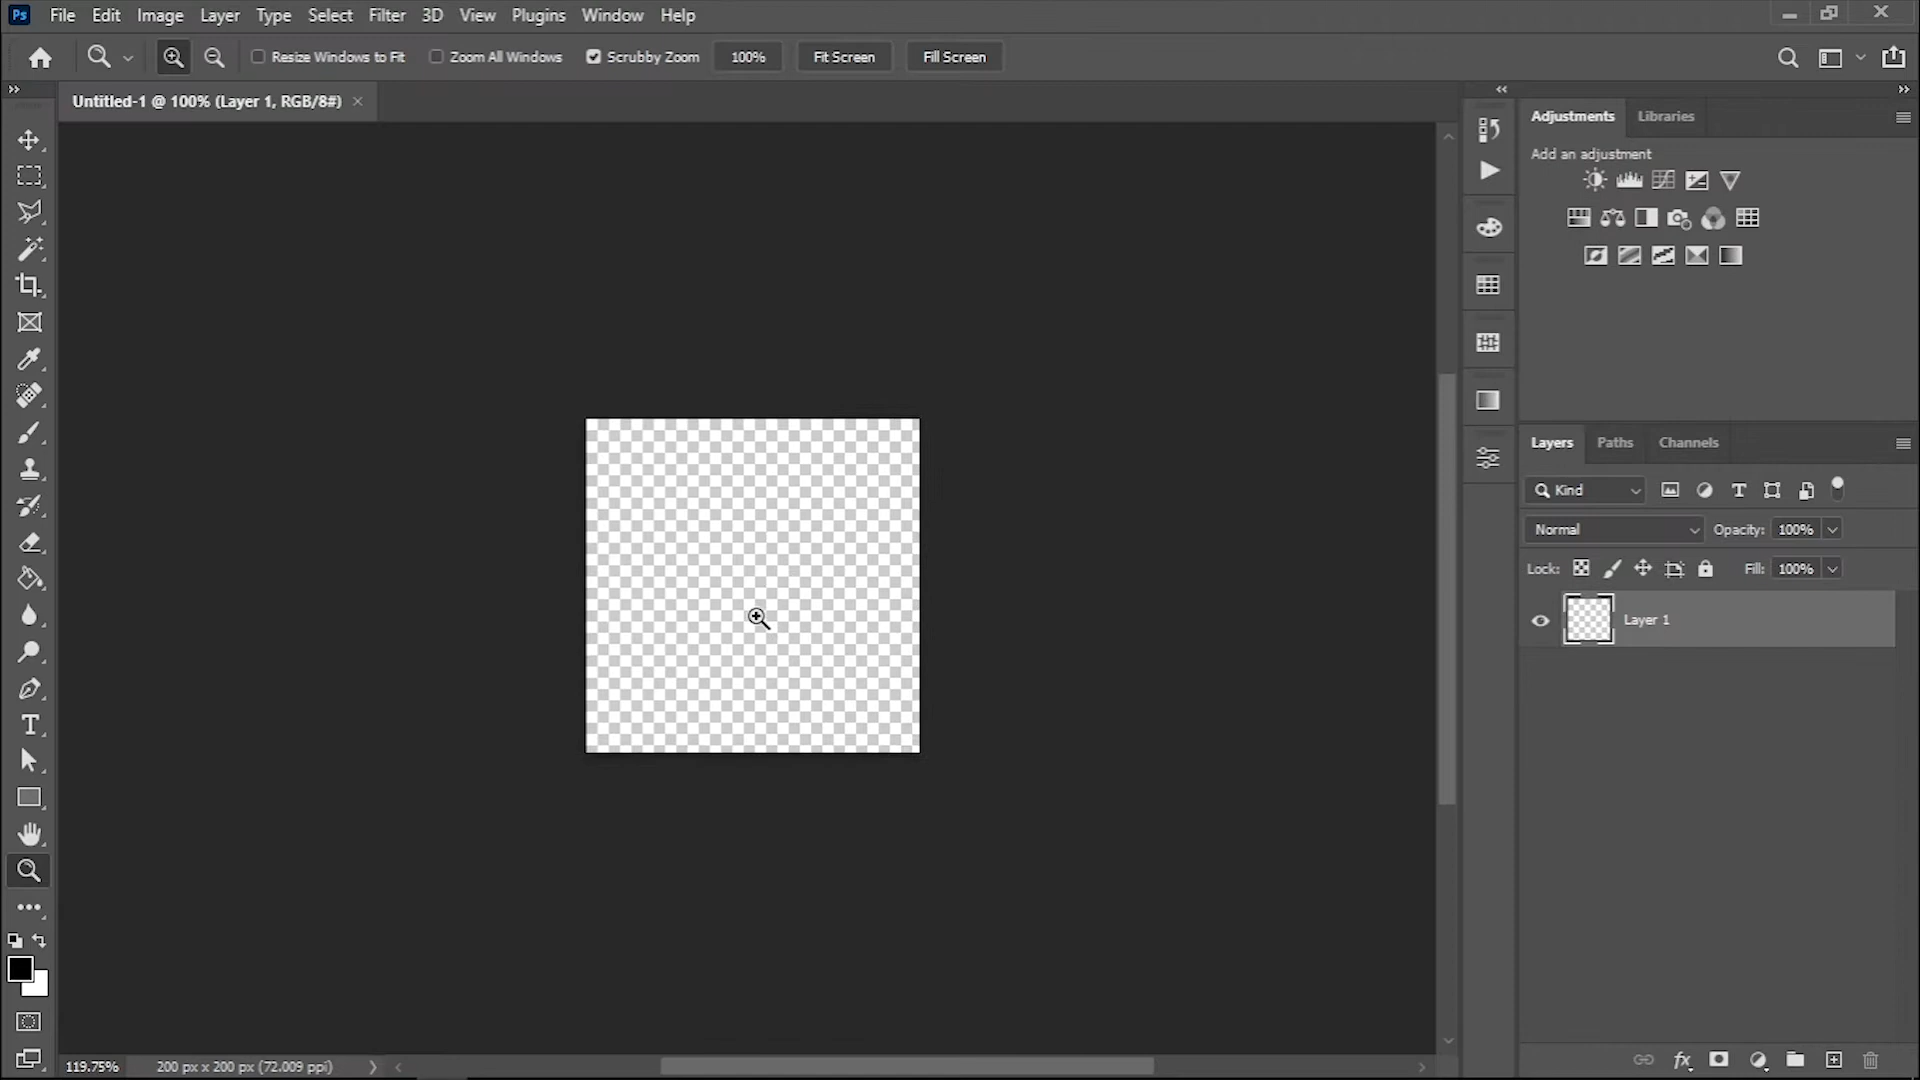 Ps File Edit Image Layer Type Select Filter 3D View Plugins Window Help
Resize Windows to Fit Zoom All Windows Scrubby Zoom 100% Fit Screen Fill Screen
Untitled-1 @ 100% (Layer 1, RGB/8#)
Adjustments Libraries
Add an adjustment
Layers Paths Channels
Kind
Normal Opacity: 100%
Lock: Fill: 100%
Layer 1
119.75% 200 px x 200 px (72.009 ppi)